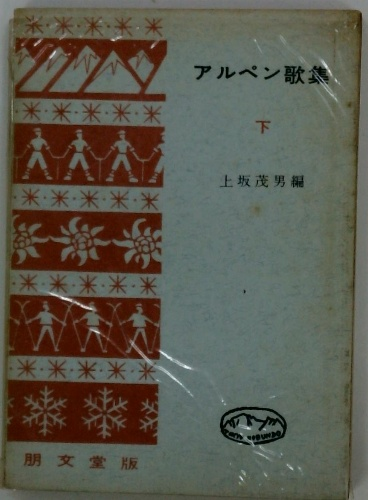 アルペン歌集
下
上坂茂男編
朋文堂版